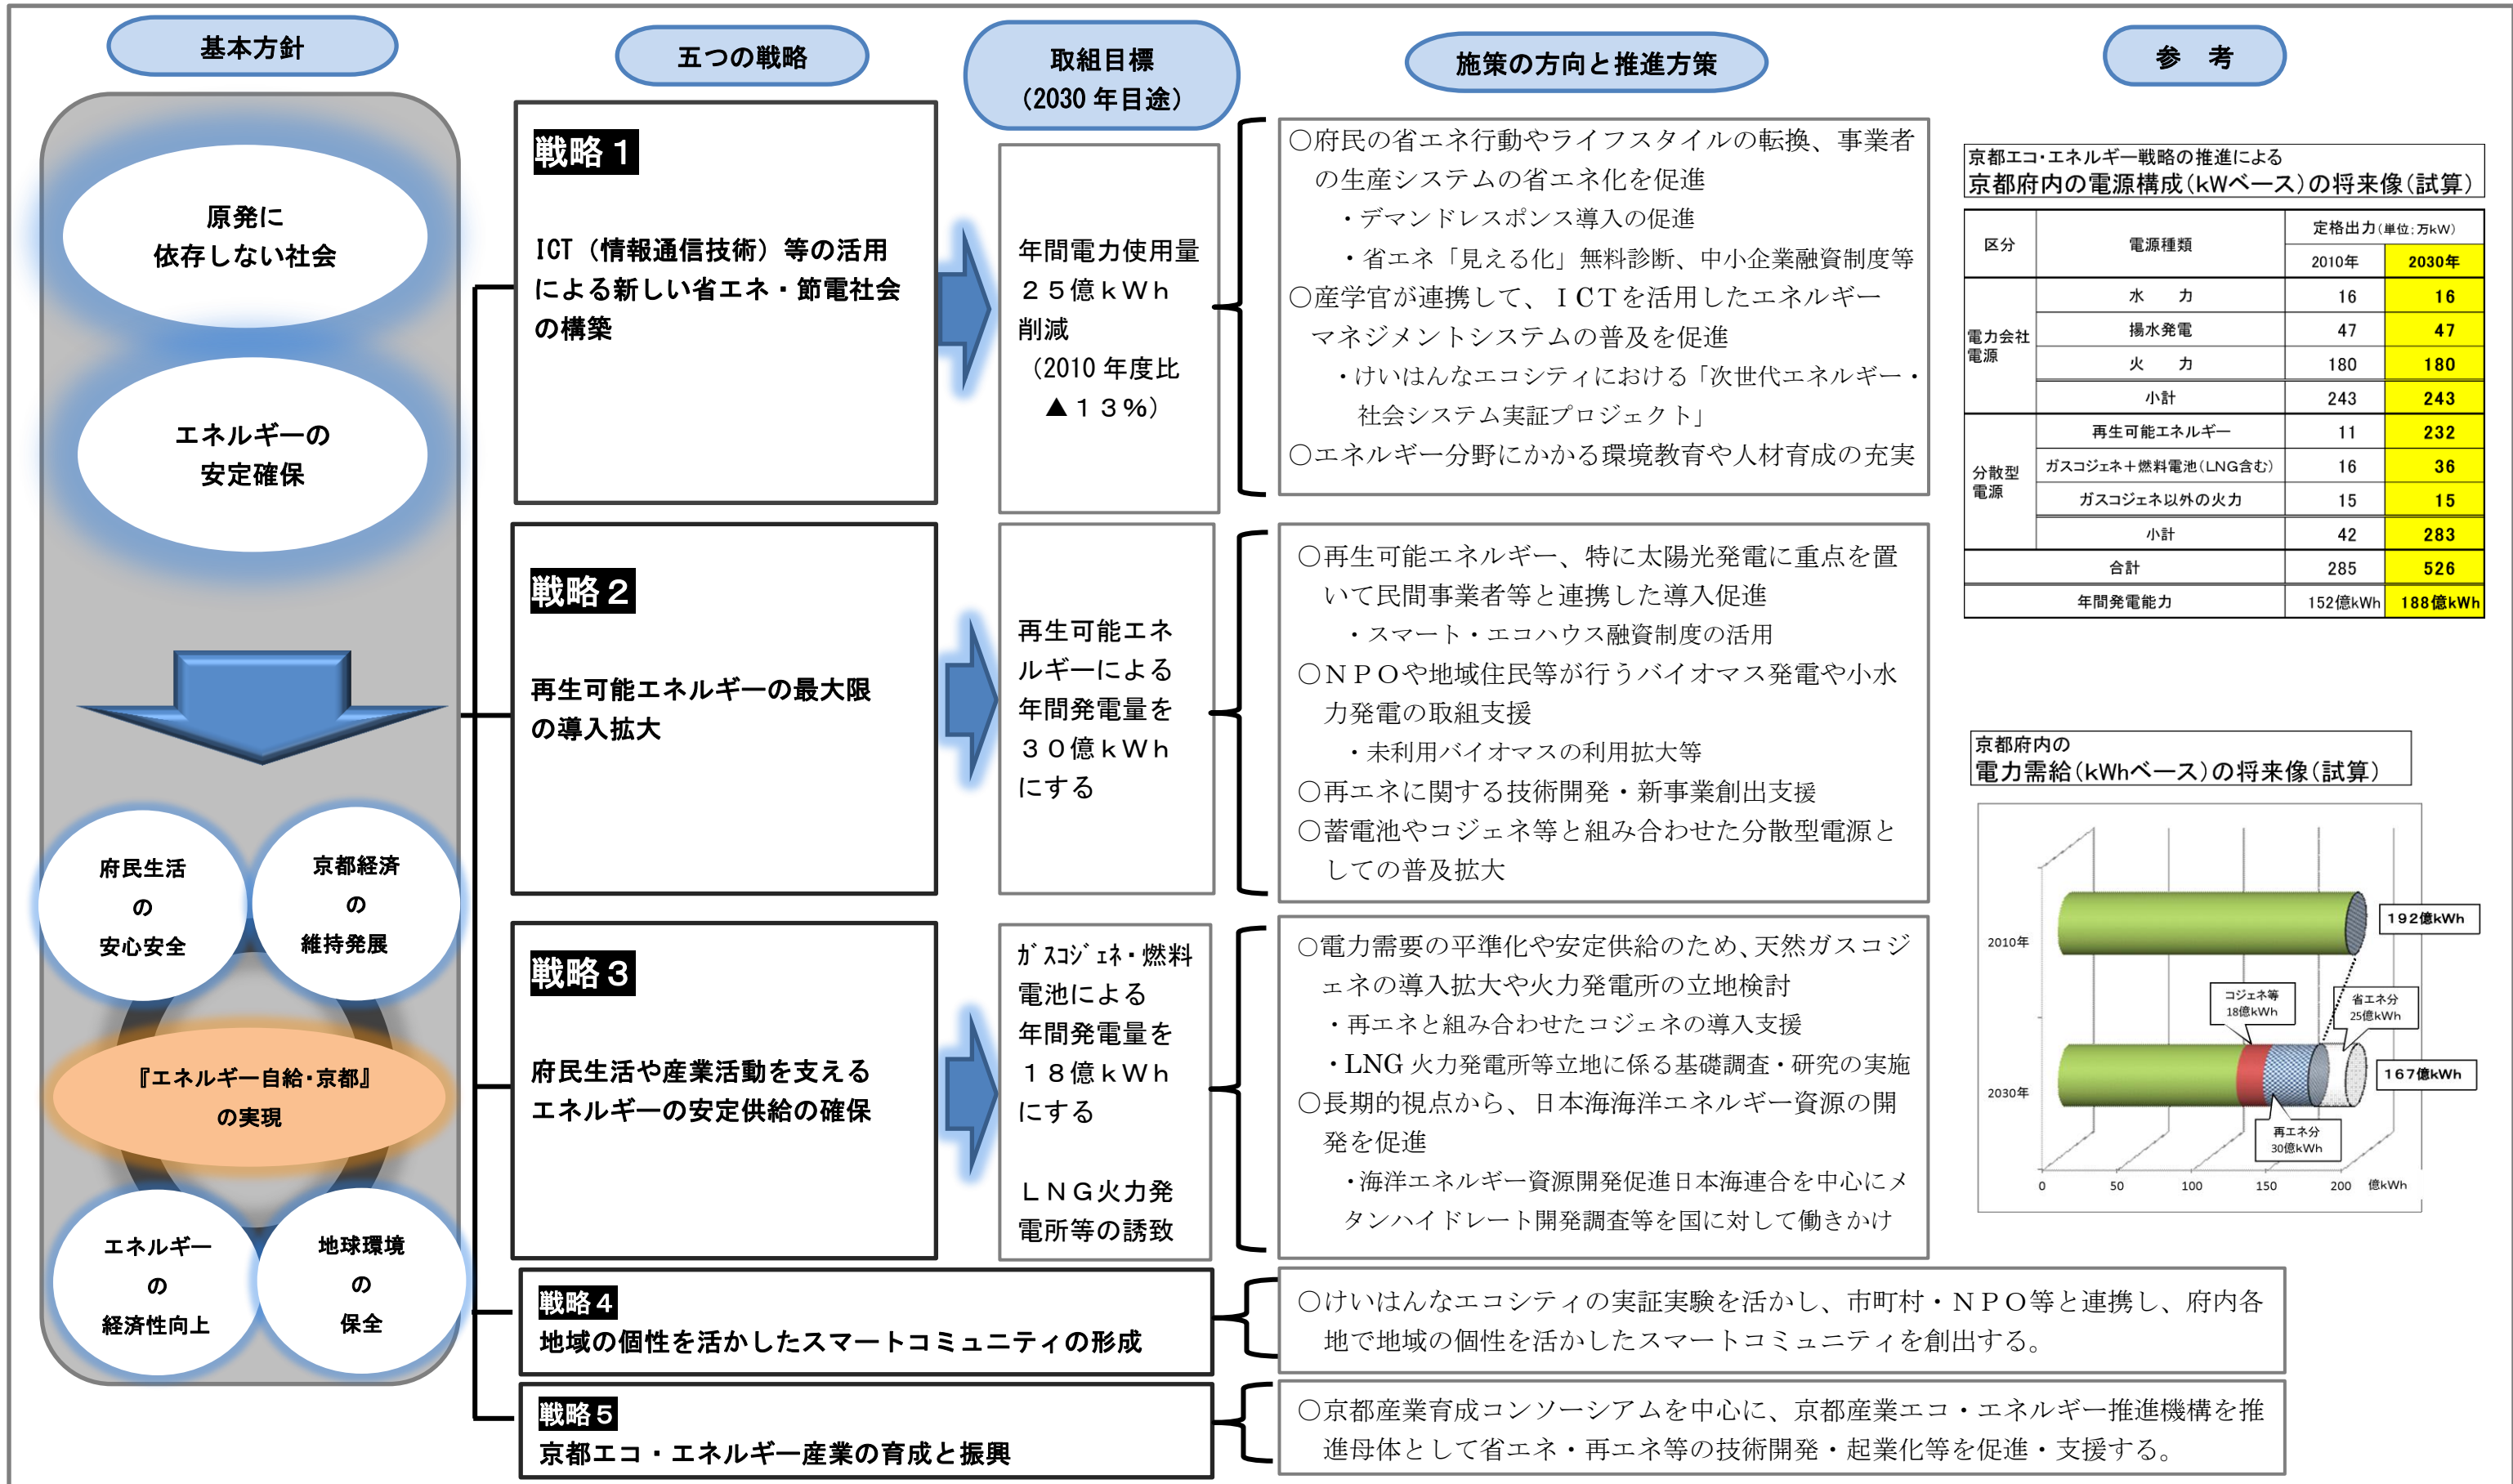 基本方針
原発に
依存しない社会
エネルギーの
安定確保
府民生活
の
安心安全
京都経済
の
維持発展
『エネルギー自給・京都』
の実現
エネルギー
の
経済性向上
地球環境
の
保全
五つの戦略
取組目標
（2030 年目途）
施策の方向と推進方策
戦略１
ICT（情報通信技術）等の活用
による新しい省エネ・節電社会
の構築
年間電力使用量
２５億ｋＷｈ
削減
（2010 年度比
▲１３％）
○府民の省エネ行動やライフスタイルの転換、事業者
の生産システムの省エネ化を促進
・デマンドレスポンス導入の促進
・省エネ「見える化」無料診断、中小企業融資制度等
○産学官が連携して、ＩＣＴを活用したエネルギー
マネジメントシステムの普及を促進
・けいはんなエコシティにおける「次世代エネルギー・
社会システム実証プロジェクト」
○エネルギー分野にかかる環境教育や人材育成の充実
戦略２
再生可能エネルギーの最大限
の導入拡大
再生可能エネ
ルギーによる
年間発電量を
３０億ｋＷｈ
にする
○再生可能エネルギー、特に太陽光発電に重点を置
いて民間事業者等と連携した導入促進
・スマート・エコハウス融資制度の活用
○ＮＰＯや地域住民等が行うバイオマス発電や小水
力発電の取組支援
・未利用バイオマスの利用拡大等
○再エネに関する技術開発・新事業創出支援
○蓄電池やコジェネ等と組み合わせた分散型電源と
しての普及拡大
戦略３
府民生活や産業活動を支える
エネルギーの安定供給の確保
ｶﾞｽｺｼﾞｪﾈ・燃料
電池による
年間発電量を
１８億ｋＷｈ
にする
ＬＮＧ火力発
電所等の誘致
○電力需要の平準化や安定供給のため、天然ガスコジ
ェネの導入拡大や火力発電所の立地検討
・再エネと組み合わせたコジェネの導入支援
・LNG 火力発電所等立地に係る基礎調査・研究の実施
○長期的視点から、日本海海洋エネルギー資源の開
発を促進
・海洋エネルギー資源開発促進日本海連合を中心にメ
タンハイドレート開発調査等を国に対して働きかけ
戦略４
地域の個性を活かしたスマートコミュニティの形成
○けいはんなエコシティの実証実験を活かし、市町村・ＮＰＯ等と連携し、府内各
地で地域の個性を活かしたスマートコミュニティを創出する。
戦略５
京都エコ・エネルギー産業の育成と振興
○京都産業育成コンソーシアムを中心に、京都産業エコ・エネルギー推進機構を推
進母体として省エネ・再エネ等の技術開発・起業化等を促進・支援する。
参　考
京都エコ・エネルギー戦略の推進による
京都府内の電源構成（kWベース）の将来像（試算）
区分 電源種類 定格出力（単位：万kW）
2010年 2030年
電力会社
電源
水　力 16 16
揚水発電 47 47
火　力 180 180
小計 243 243
分散型
電源
再生可能エネルギー 11 232
ガスコジェネ＋燃料電池（LNG含む） 16 36
ガスコジェネ以外の火力 15 15
小計 42 283
合計 285 526
年間発電能力 152億kWh 188億kWh
京都府内の
電力需給（kWhベース）の将来像（試算）
2010年
192億kWh
コジェネ等
18億kWh
省エネ分
25億kWh
2030年
167億kWh
再エネ分
30億kWh
0 50 100 150 200 億kWh